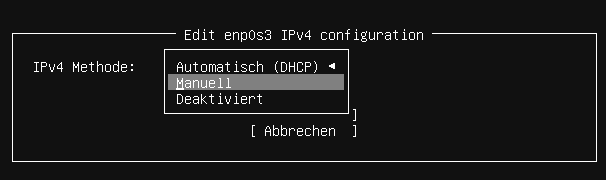 Edit enp0s3 IPv4 configuration
IPv4 Methode:
Automatisch (DHCP) ◄
Manuell
Deaktiviert
]
[ Abbrechen ]